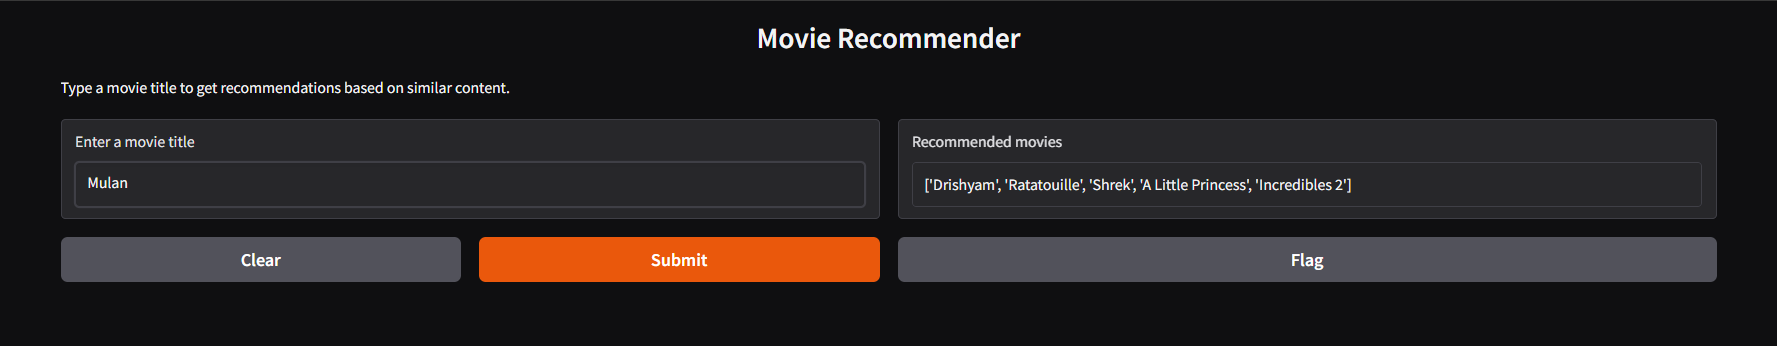 Movie Recommender
Type a movie title to get recommendations based on similar content.
Enter a movie title
Mulan
Recommended movies
['Drishyam', 'Ratatouille', 'Shrek', 'A Little Princess', 'Incredibles 2']
Clear
Submit
Flag